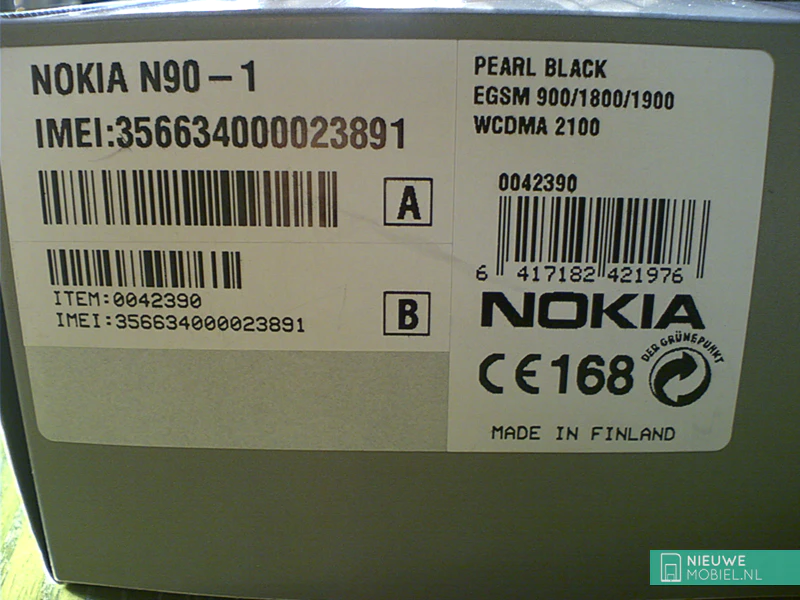 NOKIA N90-1
IMEI:356634000023891
A
ITEM:0042390
IMEI:356634000023891
B
PEARL BLACK
EGSM 900/1800/1900
WCDMA 2100
0042390
6 417182 421976
NOKIA
CE168
DER GRÜNE PUNKT
MADE IN FINLAND
NIEUWE
MOBIEL.NL